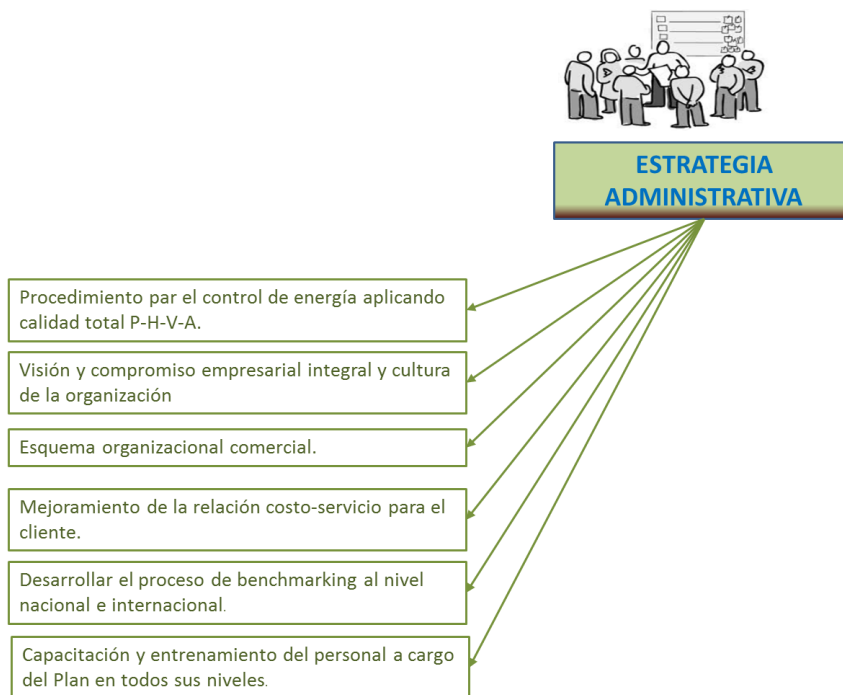 ESTRATEGIA
ADMINISTRATIVA
Procedimiento par el control de energía aplicando
calidad total P-H-V-A.
Visión y compromiso empresarial integral y cultura
de la organización
Esquema organizacional comercial.
Mejoramiento de la relación costo-servicio para el
cliente.
Desarrollar el proceso de benchmarking al nivel
nacional e internacional.
Capacitación y entrenamiento del personal a cargo
del Plan en todos sus niveles.